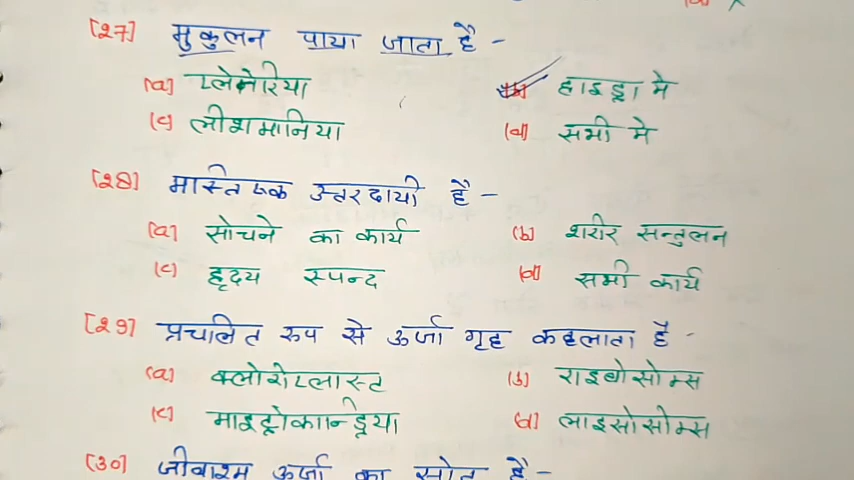 [27] मुकुलन पाया जाता है -
(a) प्लेनेरिया (b) हाइड्रा मे
(c) लीशमानिया (d) सभी मे
[28] मास्तिष्क उत्तरदायी है -
(a) सोचने का कार्य (b) शरीर सन्तुलन
(c) हृदय स्पन्द (d) सभी कार्य
[29] प्रचलित रुप से ऊर्जा गृह कहलाता है -
(a) क्लोरोप्लास्ट (b) राइबोसोम्स
(c) माइट्रोकान्ड्रिया (d) लाइसोसोम्स
[30] जीवाश्म ऊर्जा का स्रोत है -